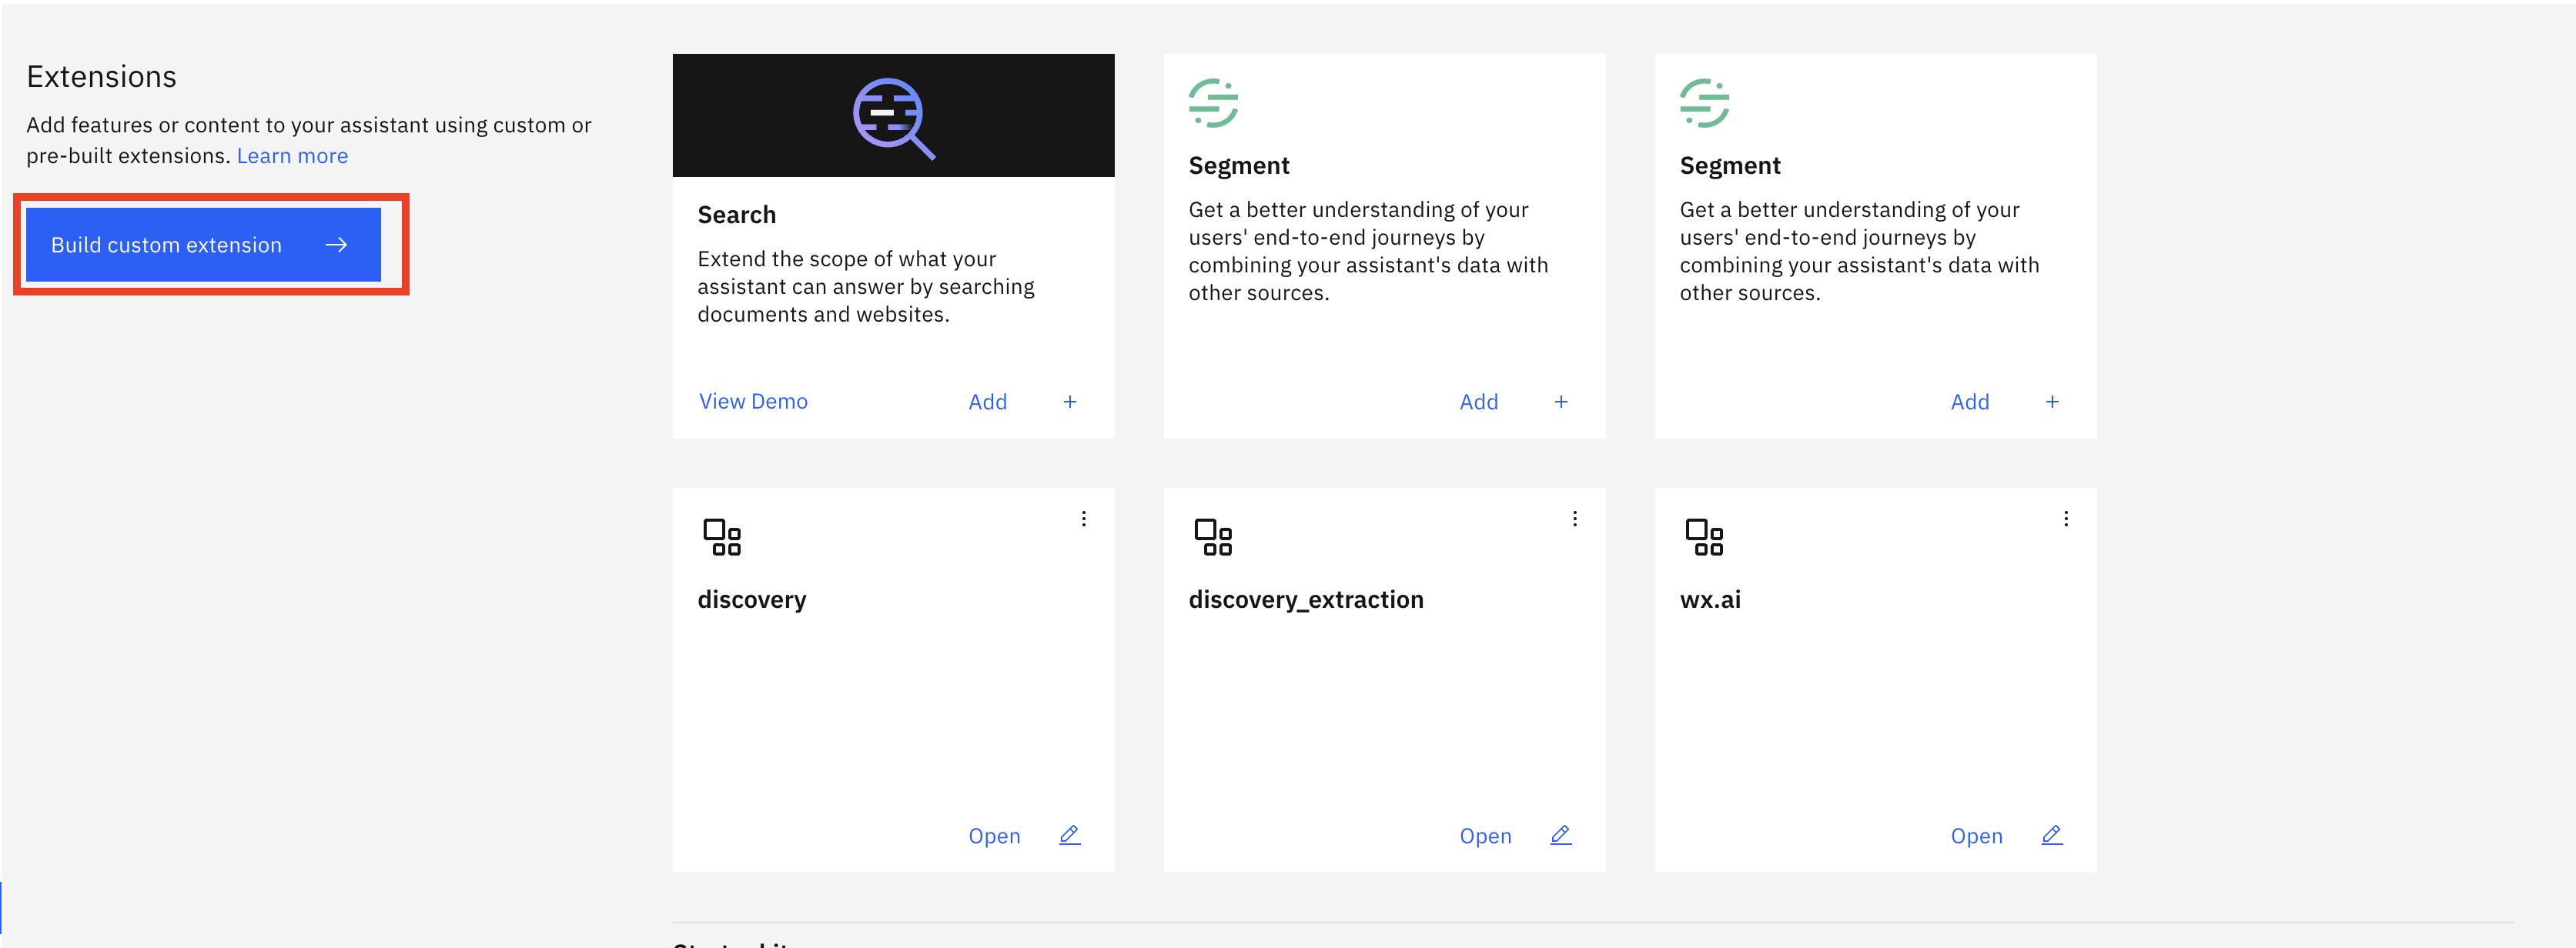 Extensions
Add features or content to your assistant using custom or
pre-built extensions. Learn more
Build custom extension
Search
Extend the scope of what your
assistant can answer by searching
documents and websites.
View Demo
Add
Segment
Get a better understanding of your
users' end-to-end journeys by
combining your assistant's data with
other sources.
Add
Segment
Get a better understanding of your
users' end-to-end journeys by
combining your assistant's data with
other sources.
Add
discovery
Open
discovery_extraction
Open
wx.ai
Open